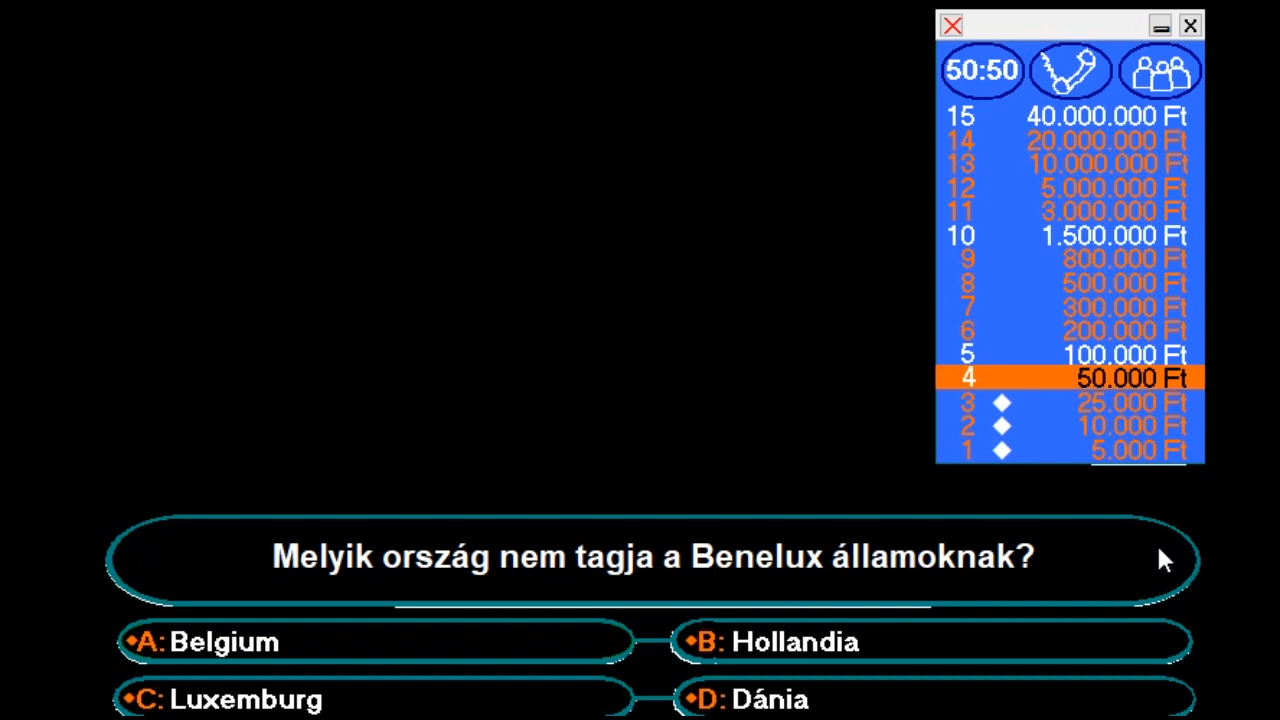 50:50
15 40.000.000 Ft
14 20.000.000 Ft
13 10.000.000 Ft
12 5.000.000 Ft
11 3.000.000 Ft
10 1.500.000 Ft
9 800.000 Ft
8 500.000 Ft
7 300.000 Ft
6 200.000 Ft
5 100.000 Ft
4 50.000 Ft
3 25.000 Ft
2 10.000 Ft
1 5.000 Ft
Melyik ország nem tagja a Benelux államoknak?
A: Belgium
B: Hollandia
C: Luxemburg
D: Dánia